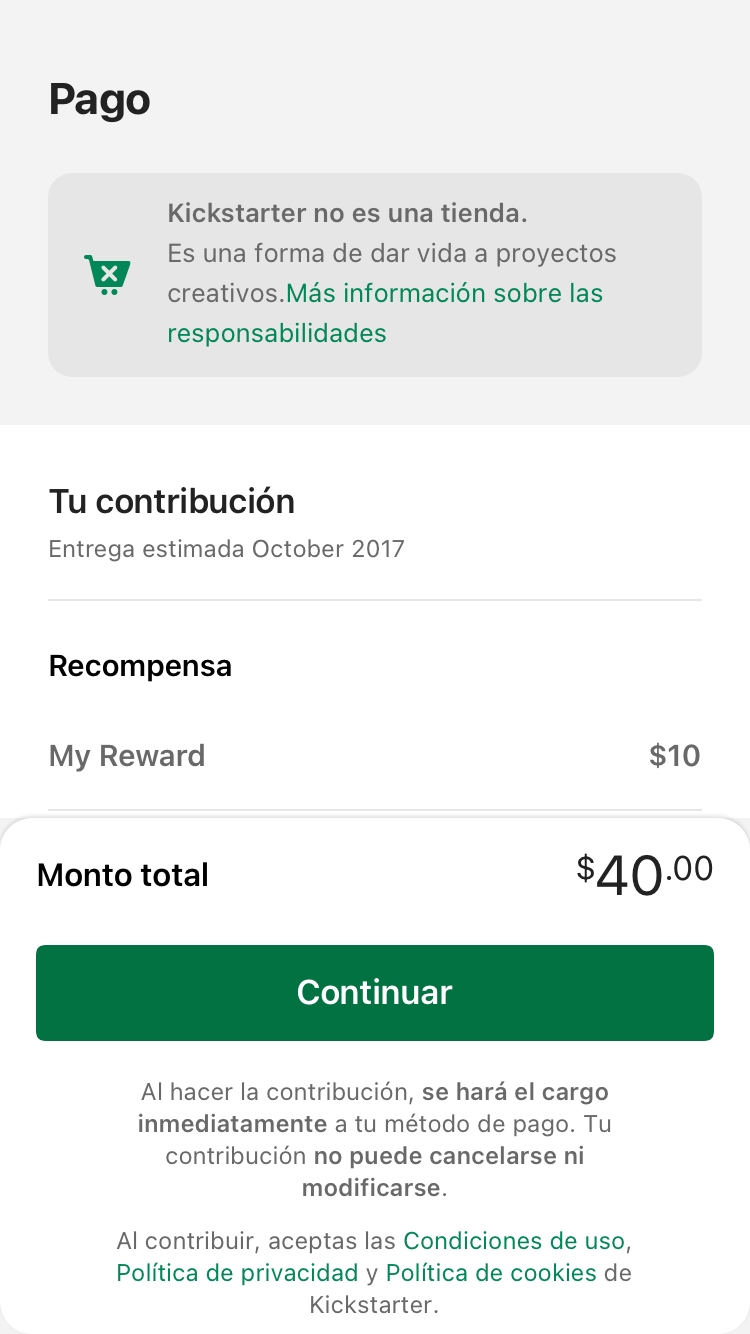 Pago
Kickstarter no es una tienda.
Es una forma de dar vida a proyectos
creativos.Más información sobre las
responsabilidades
Tu contribución
Entrega estimada October 2017
Recompensa
My Reward $10
Monto total $40.00
Continuar
Al hacer la contribución, se hará el cargo
inmediatamente a tu método de pago. Tu
contribución no puede cancelarse ni
modificarse.
Al contribuir, aceptas las Condiciones de uso,
Política de privacidad y Política de cookies de
Kickstarter.